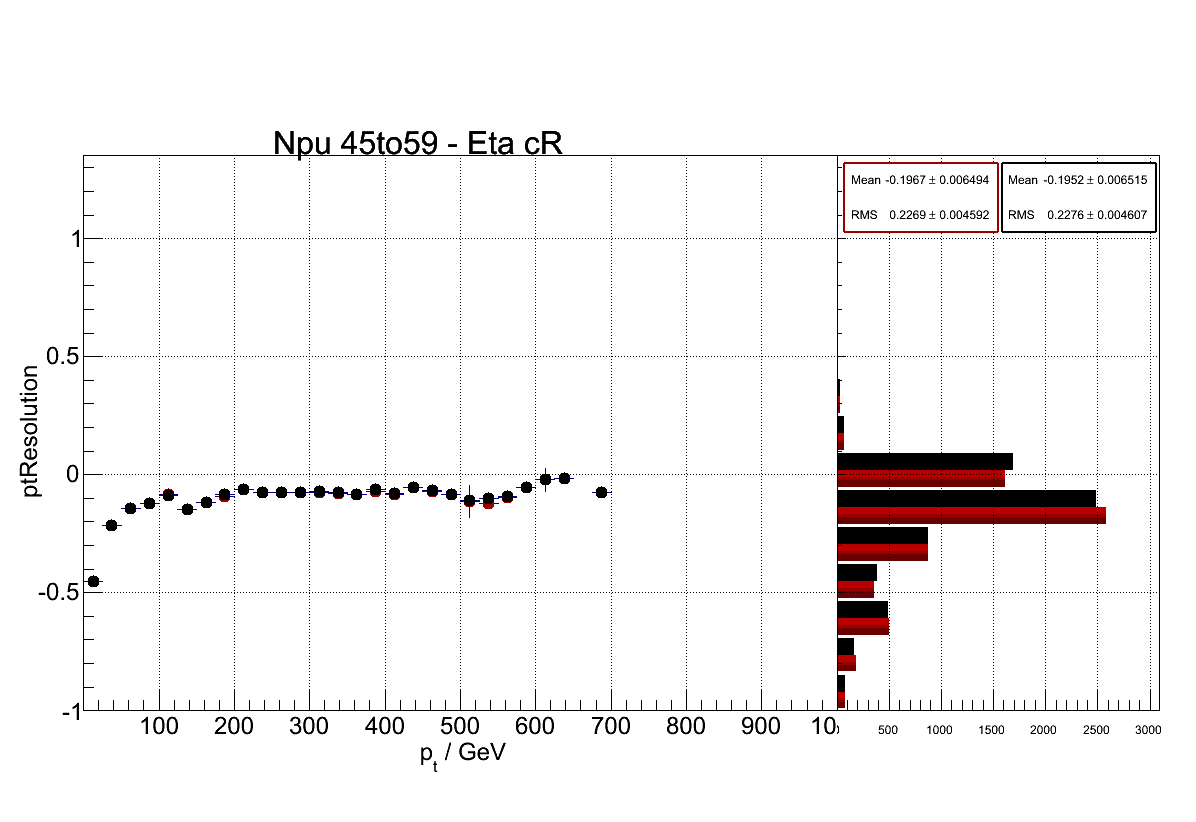 Npu 45to59 - Eta cR
Mean -0.1967 ± 0.006494
RMS 0.2269 ± 0.004592
Mean -0.1952 ± 0.006515
RMS 0.2276 ± 0.004607
ptResolution
1
0.5
0
-0.5
-1
100 200 300 400 500 600 700 800 900 10
500 1000 1500 2000 2500 3000
pt / GeV